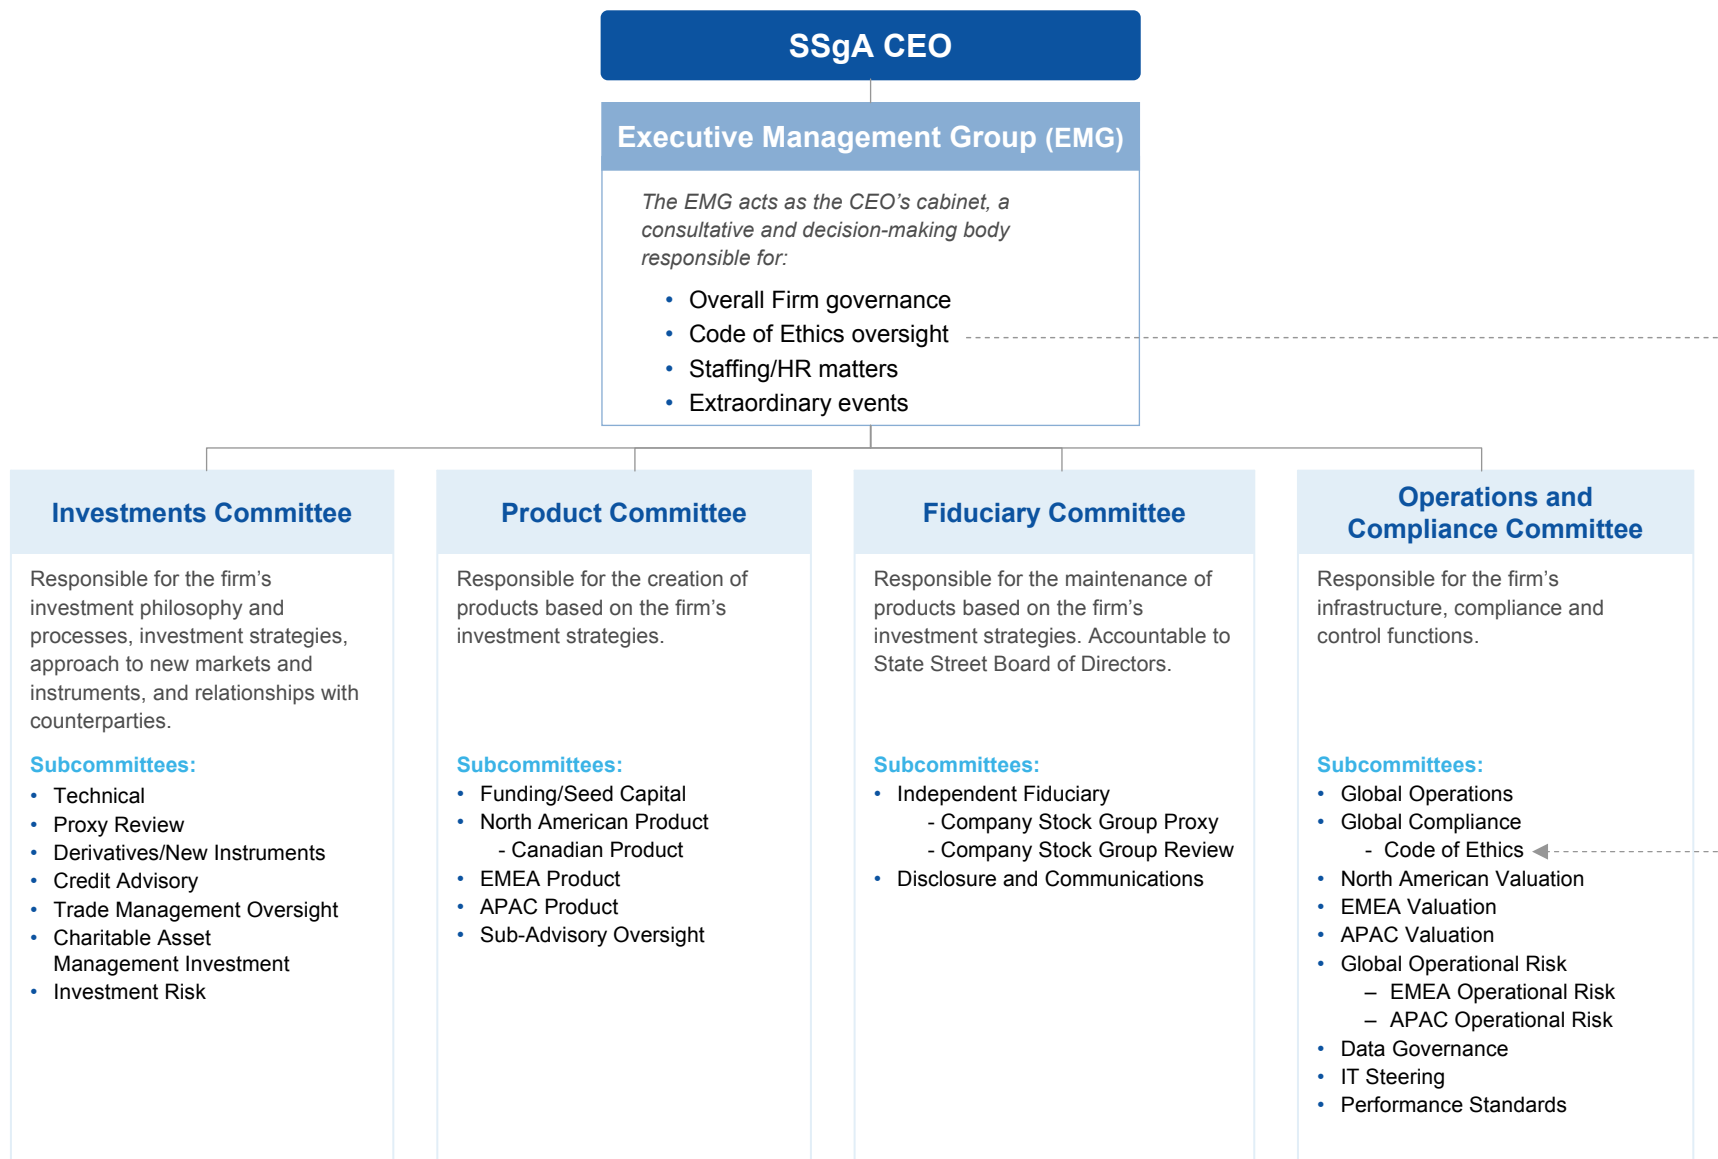 SSgA CEO
Executive Management Group (EMG)
The EMG acts as the CEO's cabinet, a
consultative and decision-making body
responsible for:
• Overall Firm governance
• Code of Ethics oversight
• Staffing/HR matters
• Extraordinary events
Investments Committee
Responsible for the firm's
investment philosophy and
processes, investment strategies,
approach to new markets and
instruments, and relationships with
counterparties.
Subcommittees:
• Technical
• Proxy Review
• Derivatives/New Instruments
• Credit Advisory
• Trade Management Oversight
• Charitable Asset
Management Investment
• Investment Risk
Product Committee
Responsible for the creation of
products based on the firm's
investment strategies.
Subcommittees:
• Funding/Seed Capital
• North American Product
- Canadian Product
• EMEA Product
• APAC Product
• Sub-Advisory Oversight
Fiduciary Committee
Responsible for the maintenance of
products based on the firm's
investment strategies. Accountable to
State Street Board of Directors.
Subcommittees:
• Independent Fiduciary
- Company Stock Group Proxy
- Company Stock Group Review
• Disclosure and Communications
Operations and
Compliance Committee
Responsible for the firm's
infrastructure, compliance and
control functions.
Subcommittees:
• Global Operations
• Global Compliance
- Code of Ethics
• North American Valuation
• EMEA Valuation
• APAC Valuation
• Global Operational Risk
– EMEA Operational Risk
– APAC Operational Risk
• Data Governance
• IT Steering
• Performance Standards